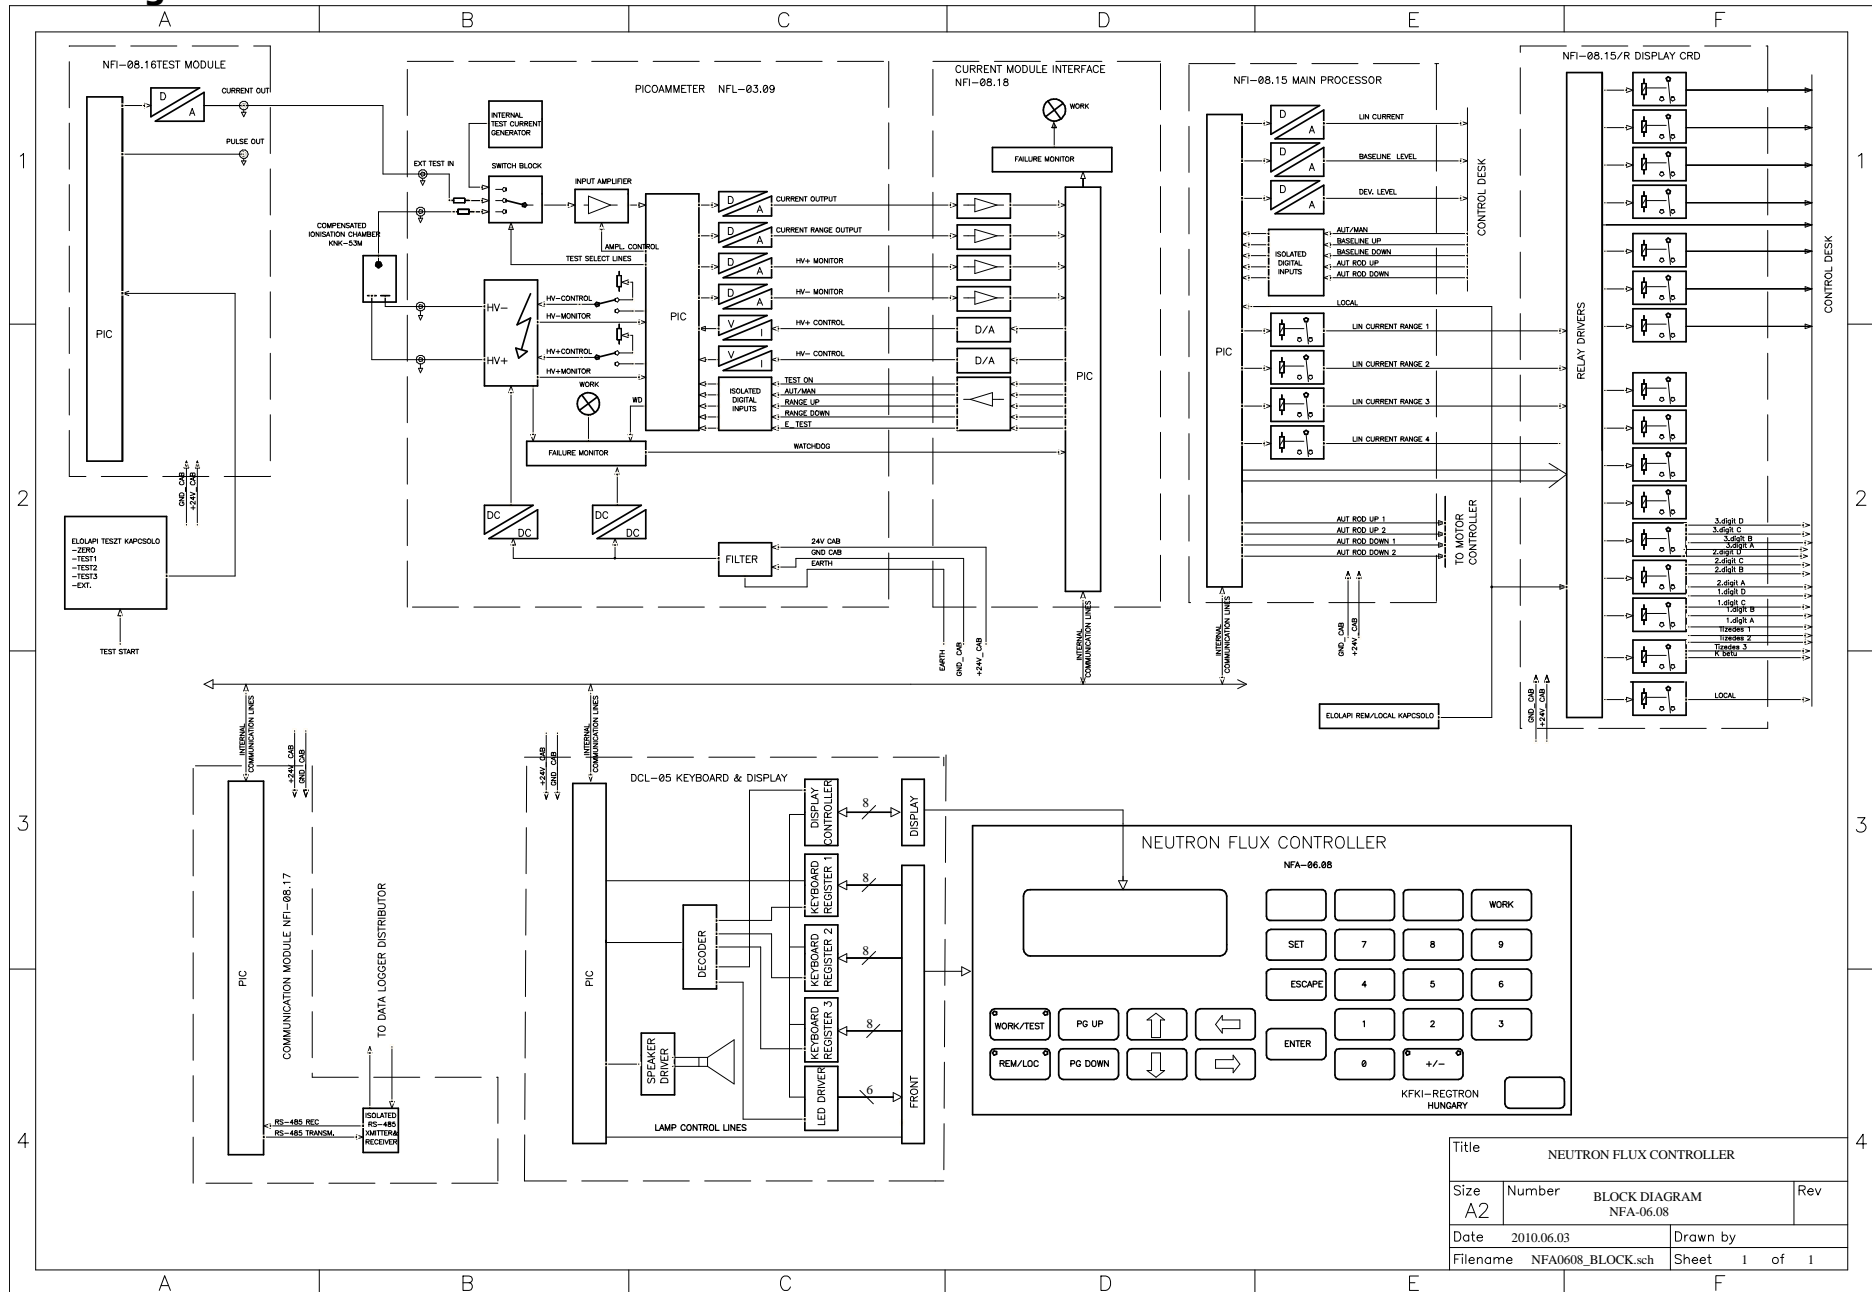 A B C D E F
NFI-08.16TEST MODULE
PIC
D
A
CURRENT OUT
PULSE OUT
GND_CAB
+24V_CAB
ELOLAPI TESZT KAPCSOLO
-ZERO
-TEST1
-TEST2
-TEST3
-EXT.
TEST START
PICOAMMETER NFL-03.09
INTERNAL
TEST CURRENT
GENERATOR
EXT TEST IN
SWITCH BLOCK
INPUT AMPLIFIER
COMPENSATED
IONISATION CHAMBER
KNK-53M
AMPL. CONTROL
TEST SELECT LINES
HV-
HV+
HV-CONTROL
HV-MONITOR
HV+CONTROL
HV+MONITOR
WORK
WD
FAILURE MONITOR
DC
DC
DC
DC
PIC
D
A
CURRENT OUTPUT
D
A
CURRENT RANGE OUTPUT
D
A
HV+ MONITOR
D
A
HV- MONITOR
V
I
HV+ CONTROL
V
I
HV- CONTROL
ISOLATED
DIGITAL
INPUTS
TEST ON
AUT/MAN
RANGE UP
RANGE DOWN
E_TEST
WATCHDOG
FILTER
24V CAB
GND CAB
EARTH
EARTH
GND_CAB
+24V_CAB
CURRENT MODULE INTERFACE
NFI-08.18
WORK
FAILURE MONITOR
D/A
D/A
PIC
INTERNAL
COMMUNICATION LINES
NFI-08.15 MAIN PROCESSOR
PIC
D
A
LIN CURRENT
D
A
BASELINE LEVEL
D
A
DEV. LEVEL
CONTROL DESK
ISOLATED
DIGITAL
INPUTS
AUT/MAN
BASELINE UP
BASELINE DOWN
AUT ROD UP
AUT ROD DOWN
LOCAL
LIN CURRENT RANGE 1
LIN CURRENT RANGE 2
LIN CURRENT RANGE 3
LIN CURRENT RANGE 4
AUT ROD UP 1
AUT ROD UP 2
AUT ROD DOWN 1
AUT ROD DOWN 2
TO MOTOR
CONTROLLER
GND_CAB
+24V_CAB
INTERNAL
COMMUNICATION LINES
ELOLAPI REM/LOCAL KAPCSOLO
NFI-08.15/R DISPLAY CRD
RELAY DRIVERS
CONTROL DESK
3.digit D
3.digit C
3.digit B
3.digit A
2.digit D
2.digit C
2.digit B
2.digit A
1.digit D
1.digit C
1.digit B
1.digit A
Tizedes 1
Tizedes 2
Tizedes 3
K betu
LOCAL
GND_CAB
+24V_CAB
1
2
3
4
1
2
3
4
INTERNAL
COMMUNICATION LINES
+24V_CAB
GND_CAB
PIC
COMMUNICATION MODULE NFI-08.17
TO DATA LOGGER DISTRIBUTOR
RS-485 REC
RS-485 TRANSM.
ISOLATED
RS-485
XMITTER&
RECEIVER
+24V_CAB
GND_CAB
INTERNAL
COMMUNICATION LINES
DCL-05 KEYBOARD & DISPLAY
PIC
DECODER
SPEAKER
DRIVER
DISPLAY
CONTROLLER
8
DISPLAY
KEYBOARD
REGISTER 1
8
KEYBOARD
REGISTER 2
8
KEYBOARD
REGISTER 3
8
LED DRIVER
6
FRONT
LAMP CONTROL LINES
NEUTRON FLUX CONTROLLER
NFA-06.08
WORK
SET 7 8 9
ESCAPE 4 5 6
WORK/TEST PG UP
ENTER 1 2 3
REM/LOC PG DOWN
0 +/-
KFKI-REGTRON
HUNGARY
Title
NEUTRON FLUX CONTROLLER
Size
A2
Number
BLOCK DIAGRAM
NFA-06.08
Rev
Date 2010.06.03
Drawn by
Filename NFA0608_BLOCK.sch
Sheet 1 of 1
A B C D E F